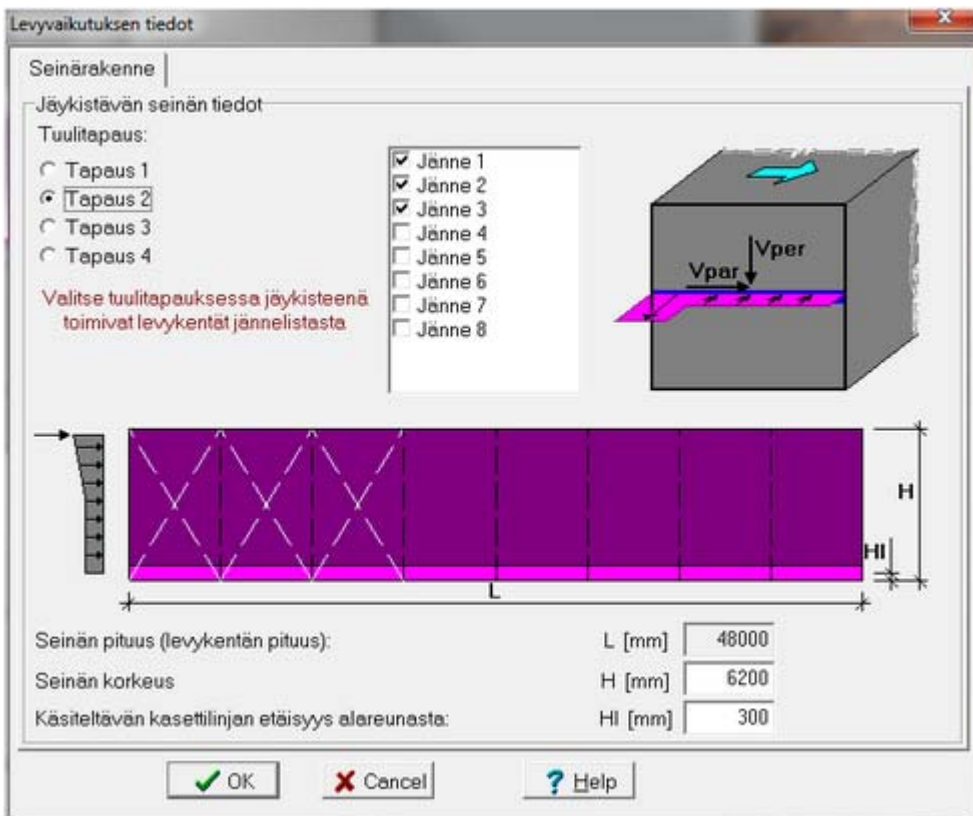 Levyvaikutuksen tiedot
Seinärakenne
Jäykistävän seinän tiedot
Tuulitapaus:
Tapaus 1
Tapaus 2
Tapaus 3
Tapaus 4
Valitse tuulitapauksessa jäykisteenä
toimivat levykentät jännelistasta
Jänne 1
Jänne 2
Jänne 3
Jänne 4
Jänne 5
Jänne 6
Jänne 7
Jänne 8
Vper
Vpar
H
HI
L
Seinän pituus (levykentän pituus): L [mm] 48000
Seinän korkeus H [mm] 6200
Käsiteltävän kasettilinjan etäisyys alareunasta: HI [mm] 300
OK Cancel Help